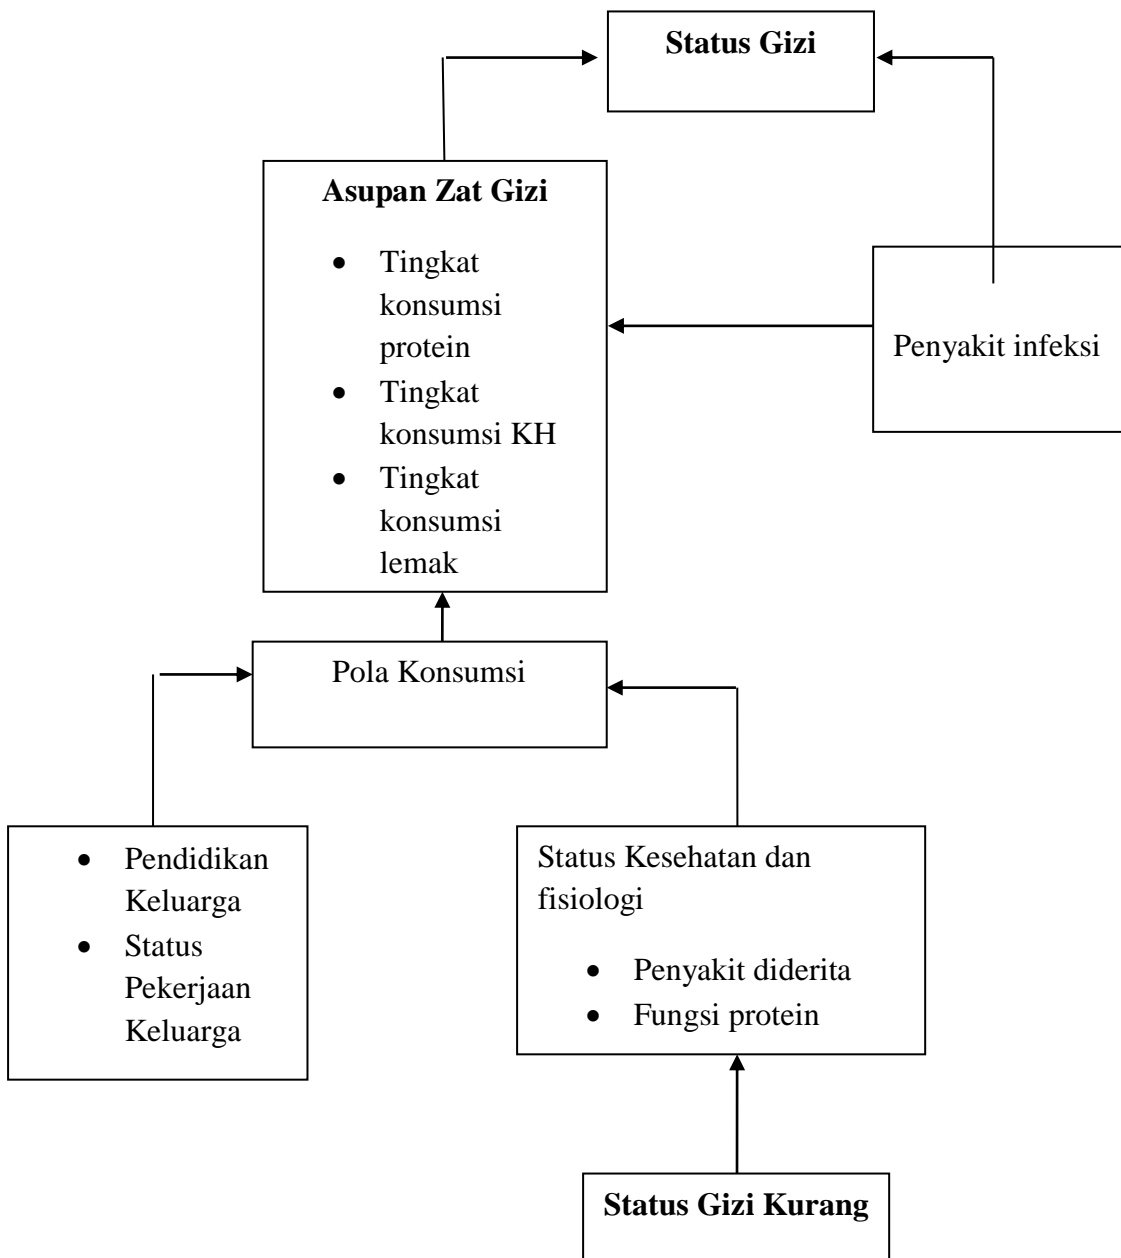 Status Gizi
Asupan Zat Gizi
• Tingkat
konsumsi
protein
• Tingkat
konsumsi KH
• Tingkat
konsumsi
lemak
Penyakit infeksi
Pola Konsumsi
• Pendidikan
Keluarga
• Status
Pekerjaan
Keluarga
Status Kesehatan dan
fisiologi
• Penyakit diderita
• Fungsi protein
Status Gizi Kurang